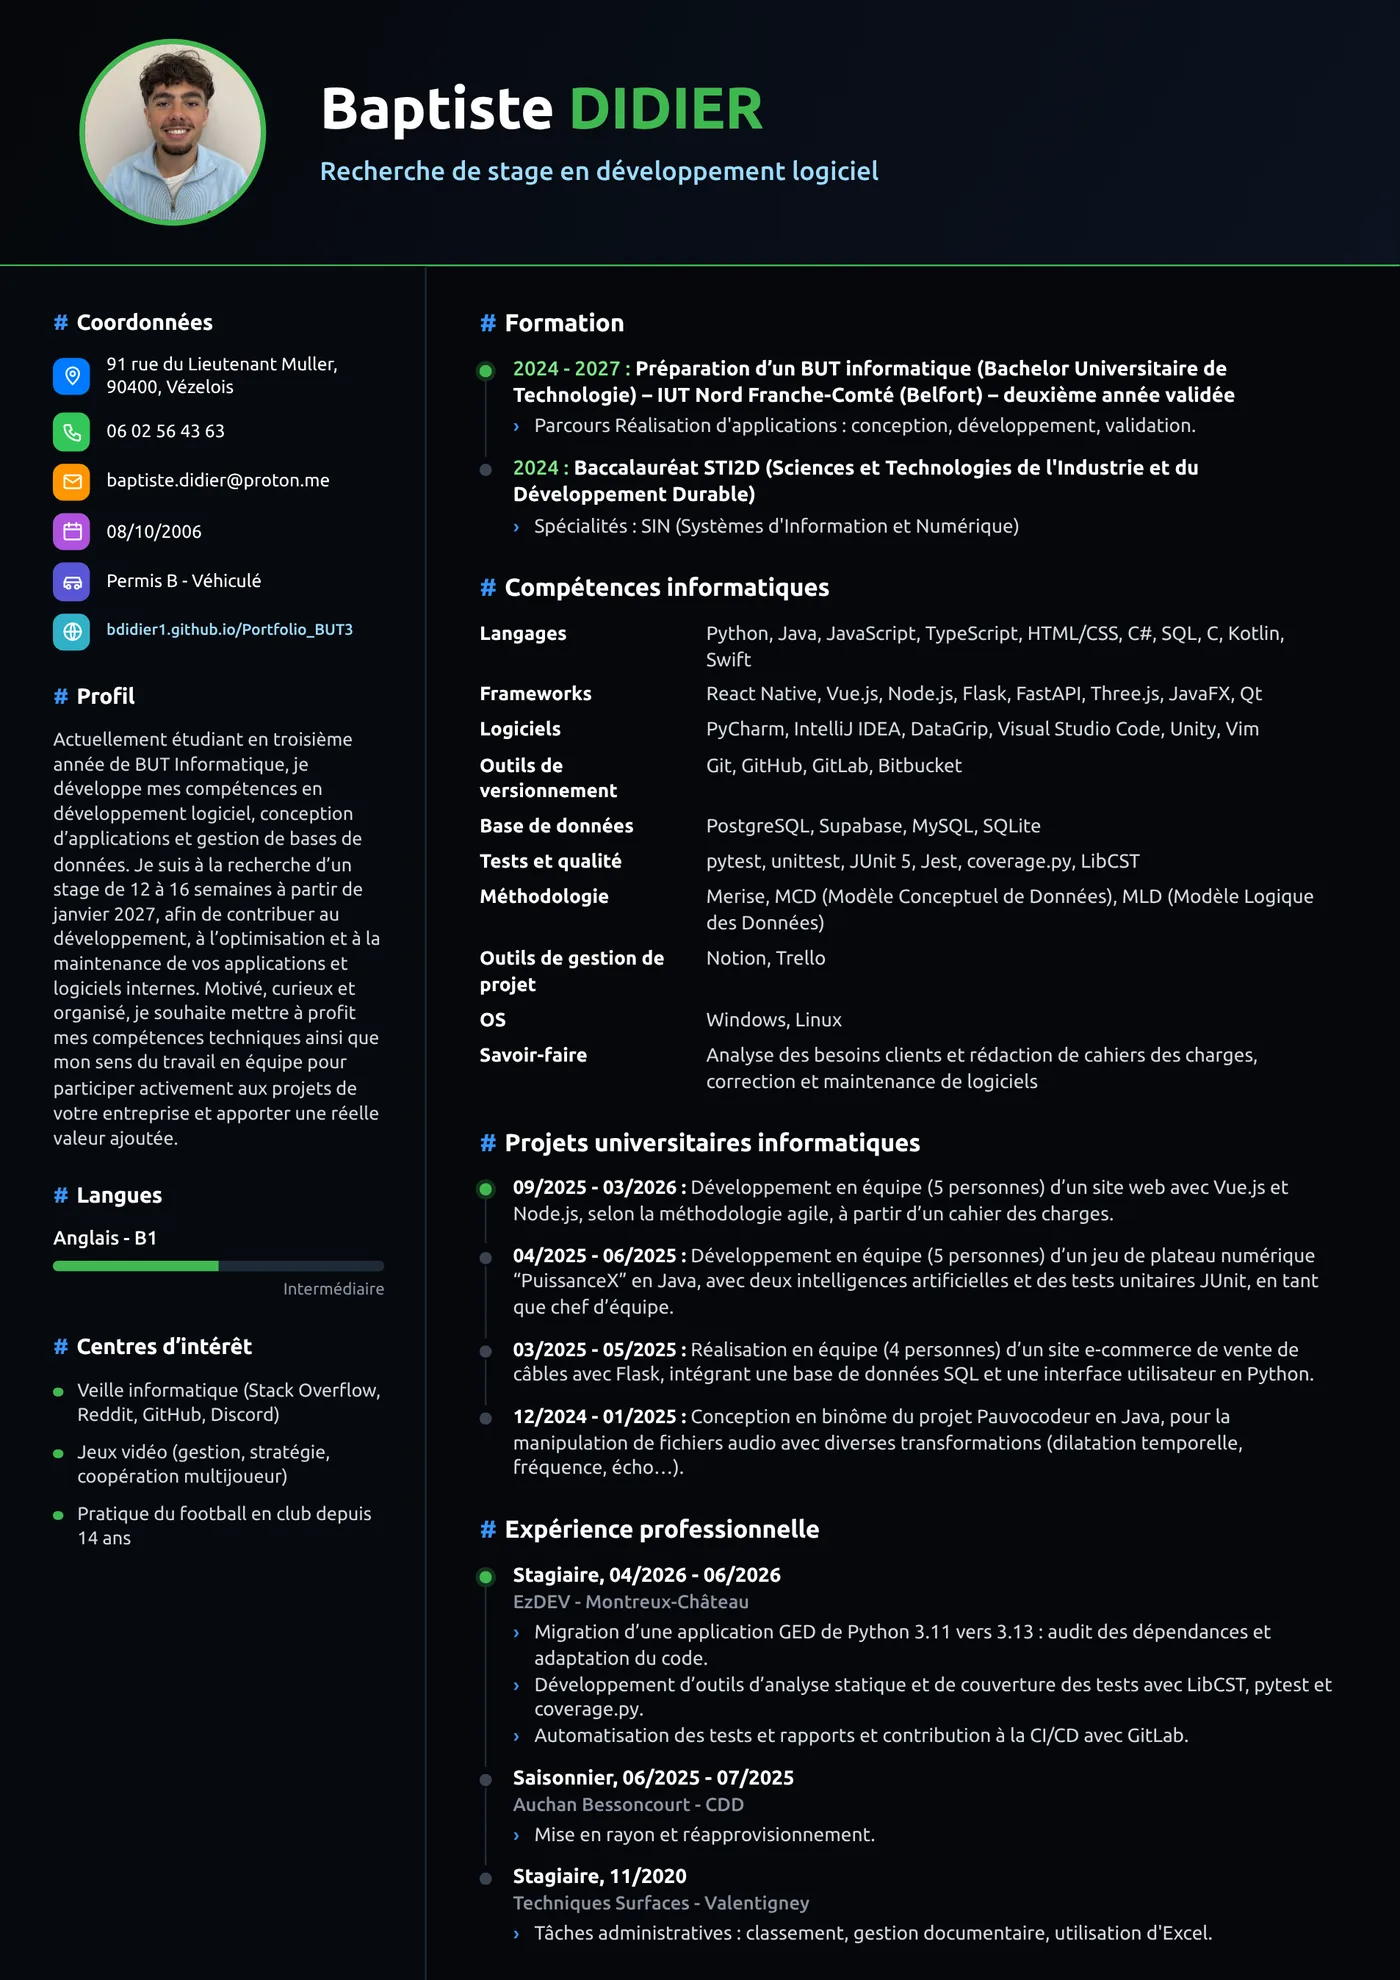 Baptiste DIDIER
Recherche de stage en développement logiciel
# Coordonnées
91 rue du Lieutenant Muller,
90400, Vézelois
06 02 56 43 63
baptiste.didier@proton.me
08/10/2006
Permis B - Véhiculé
bdidier1.github.io/Portfolio_BUT3
# Profil
Actuellement étudiant en troisième
année de BUT Informatique, je
développe mes compétences en
développement logiciel, conception
d’applications et gestion de bases de
données. Je suis à la recherche d’un
stage de 12 à 16 semaines à partir de
janvier 2027, afin de contribuer au
développement, à l’optimisation et à la
maintenance de vos applications et
logiciels internes. Motivé, curieux et
organisé, je souhaite mettre à profit
mes compétences techniques ainsi que
mon sens du travail en équipe pour
participer activement aux projets de
votre entreprise et apporter une réelle
valeur ajoutée.
# Langues
Anglais - B1
Intermédiaire
# Centres d’intérêt
Veille informatique (Stack Overflow,
Reddit, GitHub, Discord)
Jeux vidéo (gestion, stratégie,
coopération multijoueur)
Pratique du football en club depuis
14 ans
# Formation
2024 - 2027 : Préparation d’un BUT informatique (Bachelor Universitaire de
Technologie) – IUT Nord Franche-Comté (Belfort) – deuxième année validée
› Parcours Réalisation d'applications : conception, développement, validation.
2024 : Baccalauréat STI2D (Sciences et Technologies de l'Industrie et du
Développement Durable)
› Spécialités : SIN (Systèmes d'Information et Numérique)
# Compétences informatiques
Langages Python, Java, JavaScript, TypeScript, HTML/CSS, C#, SQL, C, Kotlin,
Swift
Frameworks React Native, Vue.js, Node.js, Flask, FastAPI, Three.js, JavaFX, Qt
Logiciels PyCharm, IntelliJ IDEA, DataGrip, Visual Studio Code, Unity, Vim
Outils de Git, GitHub, GitLab, Bitbucket
versionnement
Base de données PostgreSQL, Supabase, MySQL, SQLite
Tests et qualité pytest, unittest, JUnit 5, Jest, coverage.py, LibCST
Méthodologie Merise, MCD (Modèle Conceptuel de Données), MLD (Modèle Logique
des Données)
Outils de gestion de Notion, Trello
projet
OS Windows, Linux
Savoir-faire Analyse des besoins clients et rédaction de cahiers des charges,
correction et maintenance de logiciels
# Projets universitaires informatiques
09/2025 - 03/2026 : Développement en équipe (5 personnes) d’un site web avec Vue.js et
Node.js, selon la méthodologie agile, à partir d’un cahier des charges.
04/2025 - 06/2025 : Développement en équipe (5 personnes) d’un jeu de plateau numérique
“PuissanceX” en Java, avec deux intelligences artificielles et des tests unitaires JUnit, en tant
que chef d’équipe.
03/2025 - 05/2025 : Réalisation en équipe (4 personnes) d’un site e-commerce de vente de
câbles avec Flask, intégrant une base de données SQL et une interface utilisateur en Python.
12/2024 - 01/2025 : Conception en binôme du projet Pauvocodeur en Java, pour la
manipulation de fichiers audio avec diverses transformations (dilatation temporelle,
fréquence, écho…).
# Expérience professionnelle
Stagiaire, 04/2026 - 06/2026
EzDEV - Montreux-Château
› Migration d’une application GED de Python 3.11 vers 3.13 : audit des dépendances et
adaptation du code.
› Développement d’outils d’analyse statique et de couverture des tests avec LibCST, pytest et
coverage.py.
› Automatisation des tests et rapports et contribution à la CI/CD avec GitLab.
Saisonnier, 06/2025 - 07/2025
Auchan Bessoncourt - CDD
› Mise en rayon et réapprovisionnement.
Stagiaire, 11/2020
Techniques Surfaces - Valentigney
› Tâches administratives : classement, gestion documentaire, utilisation d'Excel.